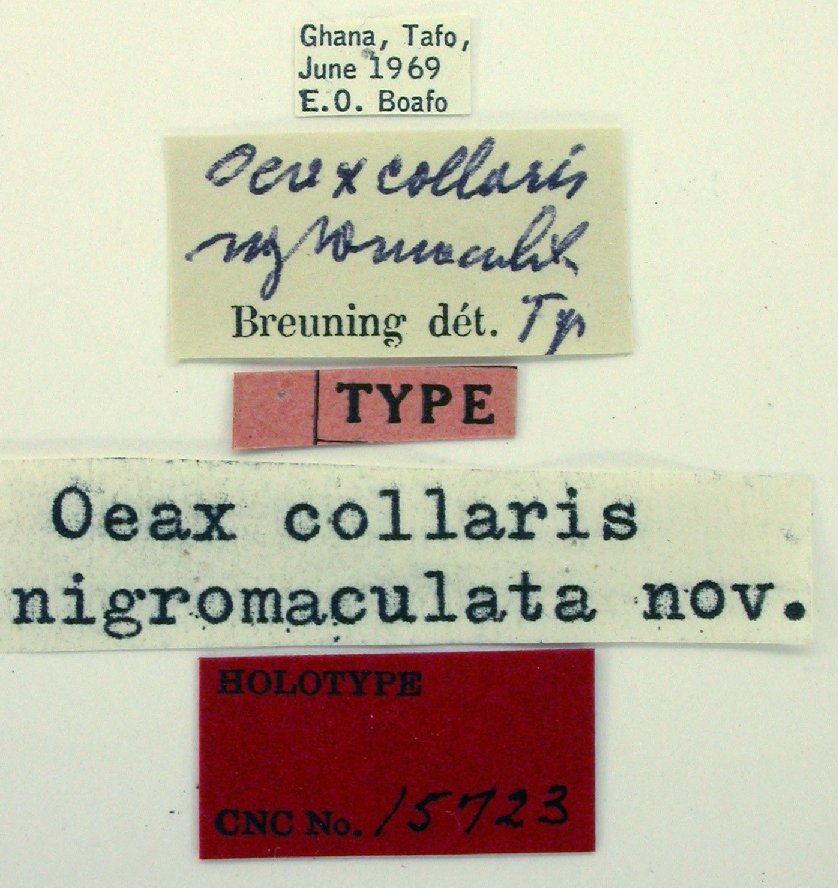 Ghana, Tafo,
June 1969
E.O. Boafo
Oeax collaris
nigromaculata
Breuning dét. Typ
TYPE
Oeax collaris
nigromaculata nov.
HOLOTYPE
CNC No. 15723